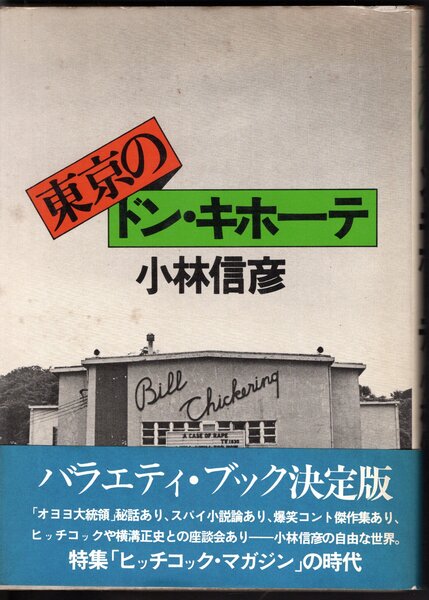 東京の
ドン・キホーテ
小林信彦
Bill Chickering
A CASE OF RAPE
バラエティ・ブック決定版
「オヨヨ大統領」秘話あり、スパイ小説論あり、爆笑コント傑作集あり、
ヒッチコックや横溝正史との座談会あり──小林信彦の自由な世界。
特集「ヒッチコック・マガジン」の時代